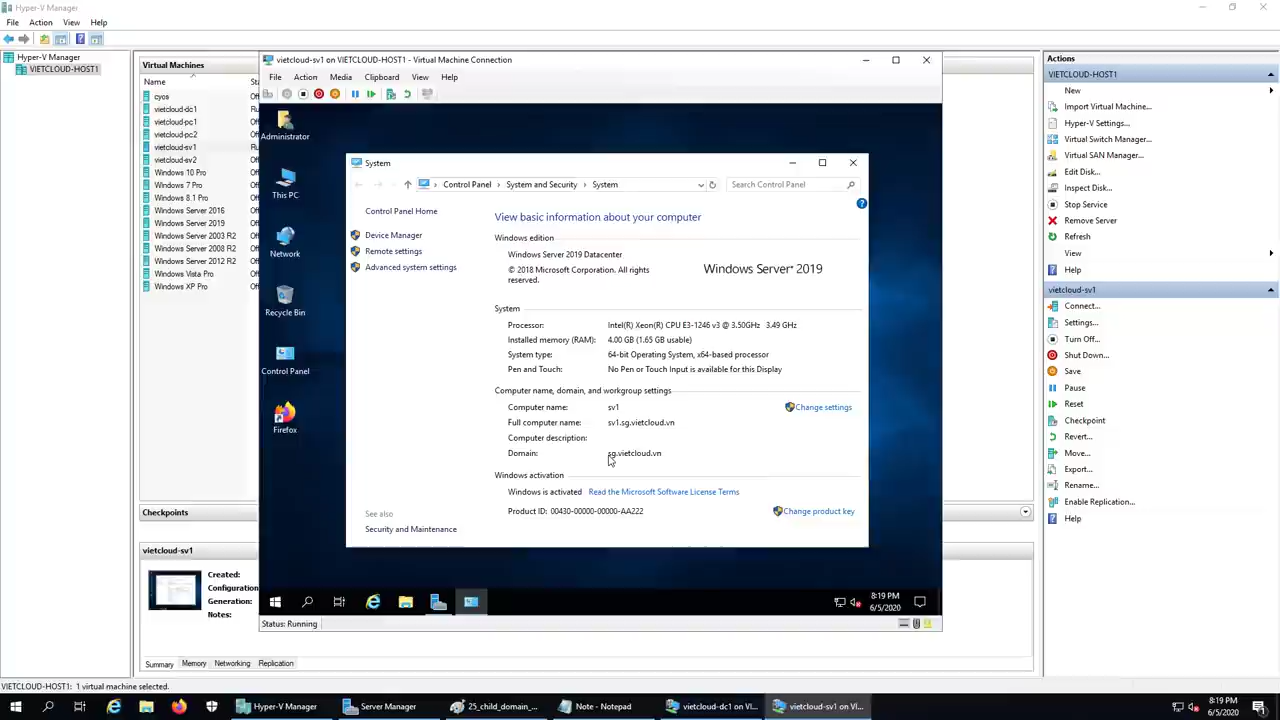 Hyper-V Manager
File Action View Help
Hyper-V Manager
VIETCLOUD-HOST1
Virtual Machines
Name
cyos
vietcloud-dc1
vietcloud-pc1
vietcloud-pc2
vietcloud-sv1
vietcloud-sv2
Windows 10 Pro
Windows 7 Pro
Windows 8.1 Pro
Windows Server 2016
Windows Server 2019
Windows Server 2003 R2
Windows Server 2008 R2
Windows Server 2012 R2
Windows Vista Pro
Windows XP Pro
Checkpoints
vietcloud-sv1
Created:
Configuration
Generation:
Notes:
Summary Memory Networking Replication
VIETCLOUD-HOST1: 1 virtual machine selected.
vietcloud-sv1 on VIETCLOUD-HOST1 - Virtual Machine Connection
File Action Media Clipboard View Help
Administrator
This PC
Network
Recycle Bin
Control Panel
Firefox
System
Control Panel System and Security System
Search Control Panel
Control Panel Home
Device Manager
Remote settings
Advanced system settings
See also
Security and Maintenance
View basic information about your computer
Windows edition
Windows Server 2019 Datacenter
© 2018 Microsoft Corporation. All rights
reserved.
Windows Server 2019
System
Processor: Intel(R) Xeon(R) CPU E3-1246 v3 @ 3.50GHz 3.49 GHz
Installed memory (RAM): 4.00 GB (1.65 GB usable)
System type: 64-bit Operating System, x64-based processor
Pen and Touch: No Pen or Touch Input is available for this Display
Computer name, domain, and workgroup settings
Computer name: sv1
Change settings
Full computer name: sv1.sg.vietcloud.vn
Computer description:
Domain: sg.vietcloud.vn
Windows activation
Windows is activated Read the Microsoft Software License Terms
Product ID: 00430-00000-00000-AA222
Change product key
8:19 PM
6/5/2020
Status: Running
Actions
VIETCLOUD-HOST1
New
Import Virtual Machine...
Hyper-V Settings...
Virtual Switch Manager...
Virtual SAN Manager...
Edit Disk...
Inspect Disk...
Stop Service
Remove Server
Refresh
View
Help
vietcloud-sv1
Connect...
Settings...
Turn Off...
Shut Down...
Save
Pause
Reset
Checkpoint
Revert...
Move...
Export...
Rename...
Enable Replication...
Help
Hyper-V Manager
Server Manager
25_child_domain_...
Note - Notepad
vietcloud-dc1 on VI...
vietcloud-sv1 on VI...
8:19 PM
6/5/2020